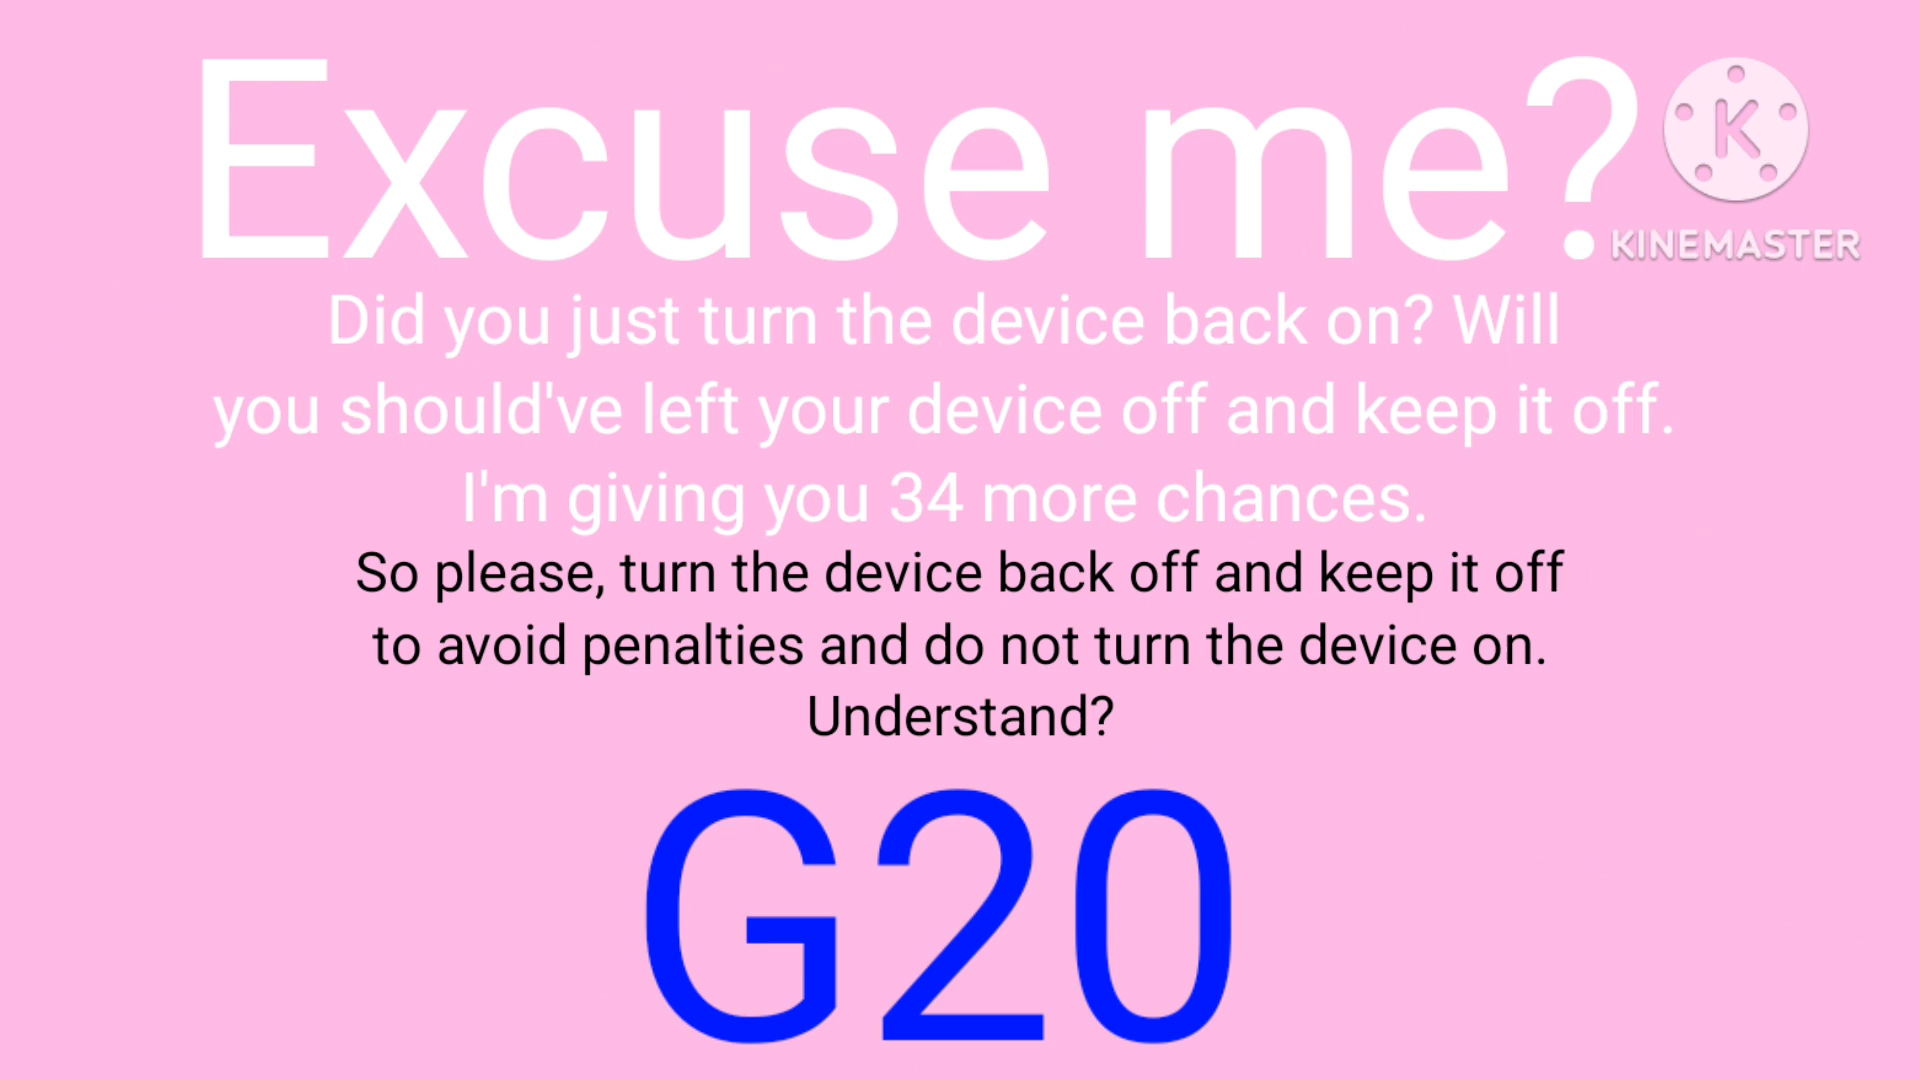 Excuse me?
KINEMASTER
Did you just turn the device back on? Will
you should've left your device off and keep it off.
I'm giving you 34 more chances.
So please, turn the device back off and keep it off
to avoid penalties and do not turn the device on.
Understand?
G20